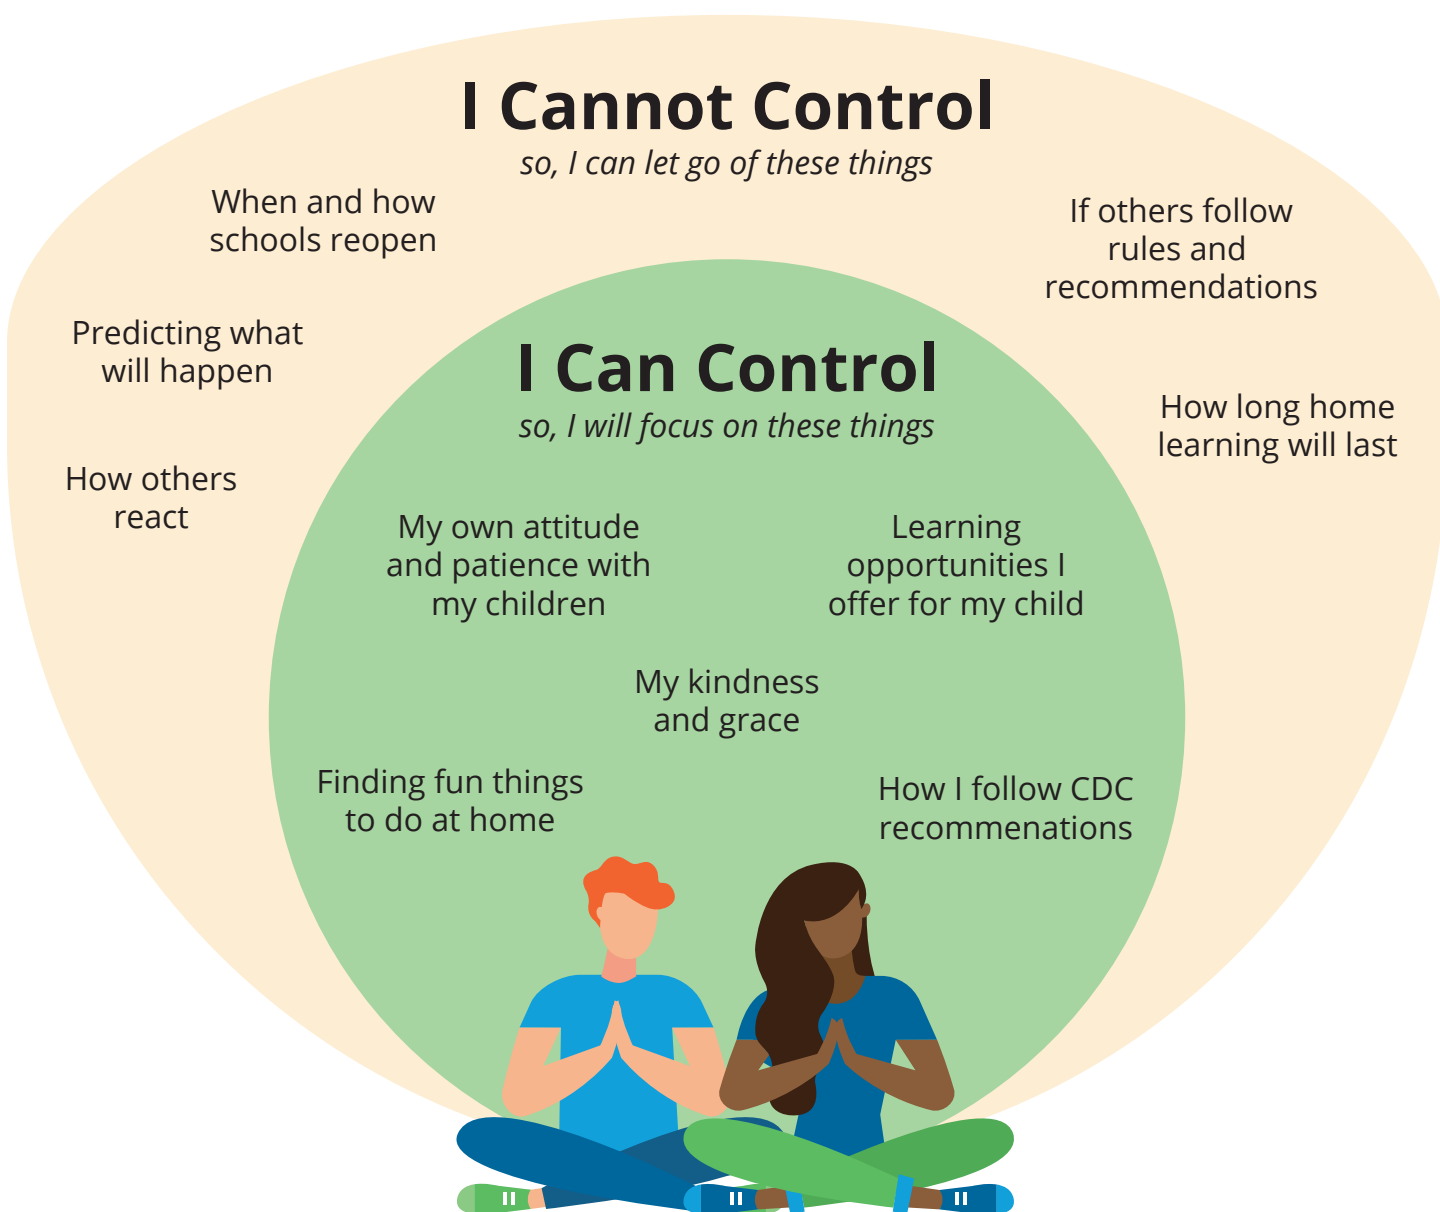 I Cannot Control
so, I can let go of these things
When and how
schools reopen
If others follow
rules and
recommendations
Predicting what
will happen
How long home
learning will last
How others
react
I Can Control
so, I will focus on these things
My own attitude
and patience with
my children
Learning
opportunities I
offer for my child
My kindness
and grace
Finding fun things
to do at home
How I follow CDC
recommenations